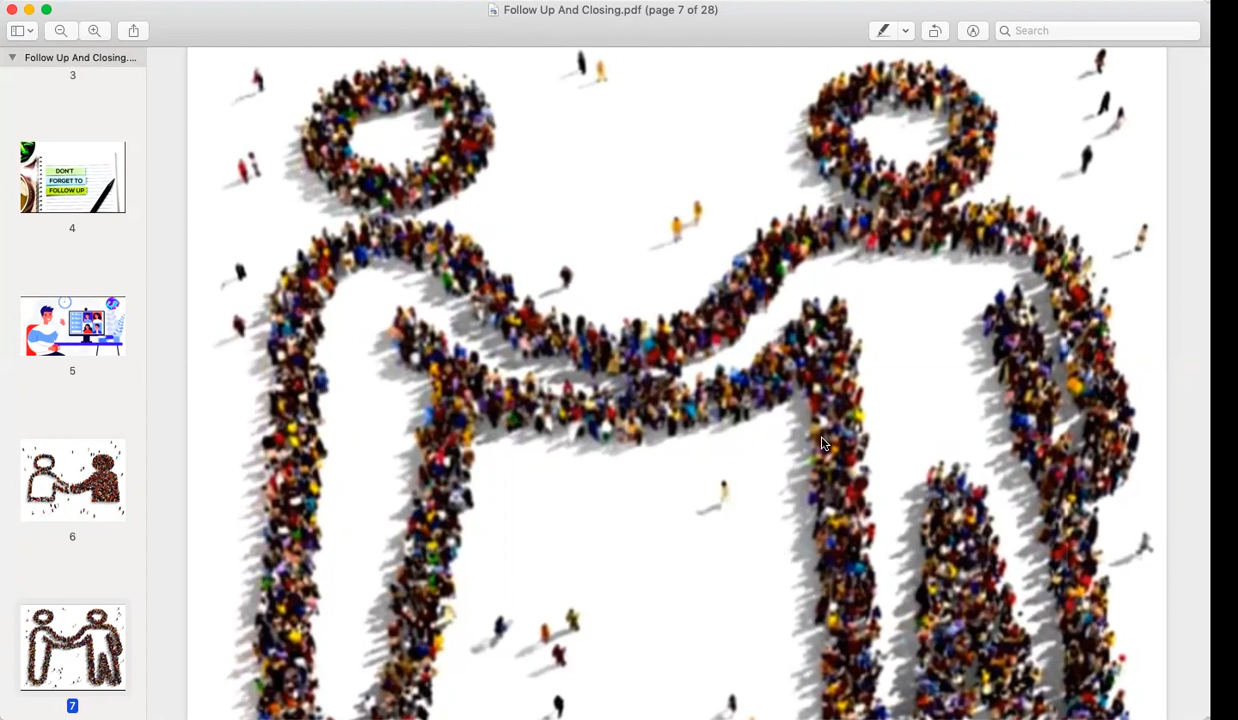 Follow Up And Closing.pdf (page 7 of 28)
Search
Follow Up And Closing....
3
DON'T
FORGET TO
FOLLOW UP
4
5
6
7